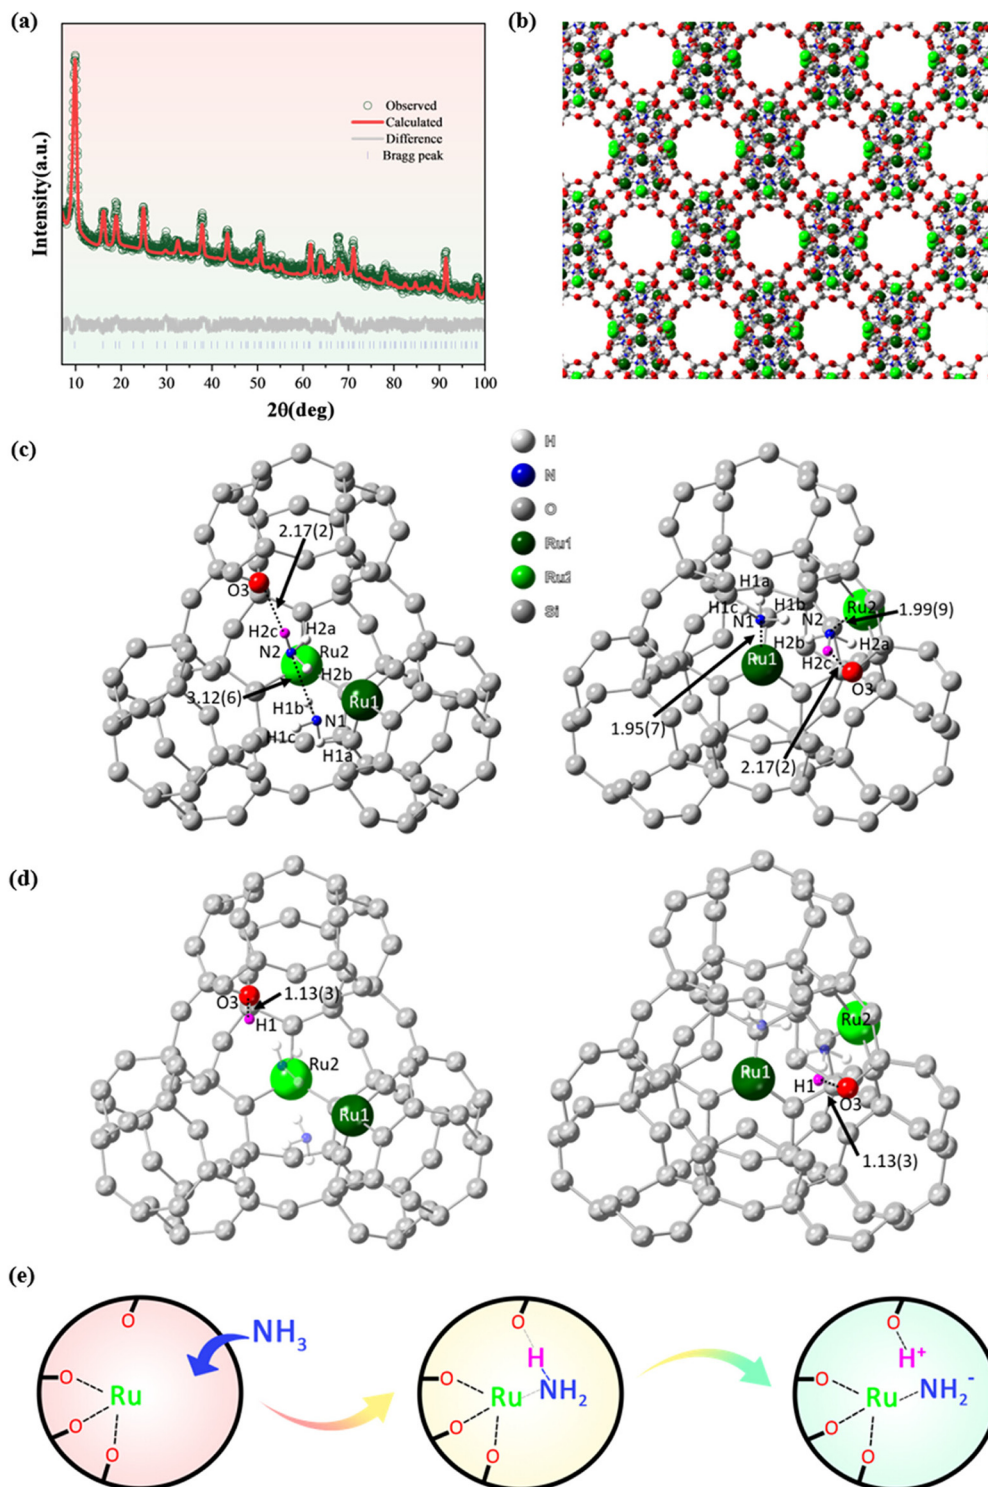 (a)
Intensity(a.u.)
Observed
Calculated
Difference
Bragg peak
10 20 30 40 50 60 70 80 90 100
2θ(deg)
(b)
(c)
2.17(2)
O3
H2c
H2a
N2
Ru2
H2b
3.12(6)
Ru1
H1b
N1
H1c
H1a
H
N
O
Ru1
Ru2
Si
H1a
H1c
H1b
N1
N2
Ru2
1.99(9)
H2b
H2a
Ru1
H2c
O3
1.95(7)
2.17(2)
(d)
O3
1.13(3)
H1
Ru2
Ru1
Ru2
Ru1
H1
O3
1.13(3)
(e)
O
NH₃
O
Ru
O
O
O
H
O
Ru
NH₂
O
O
O
H⁺
O
Ru
NH₂⁻
O
O